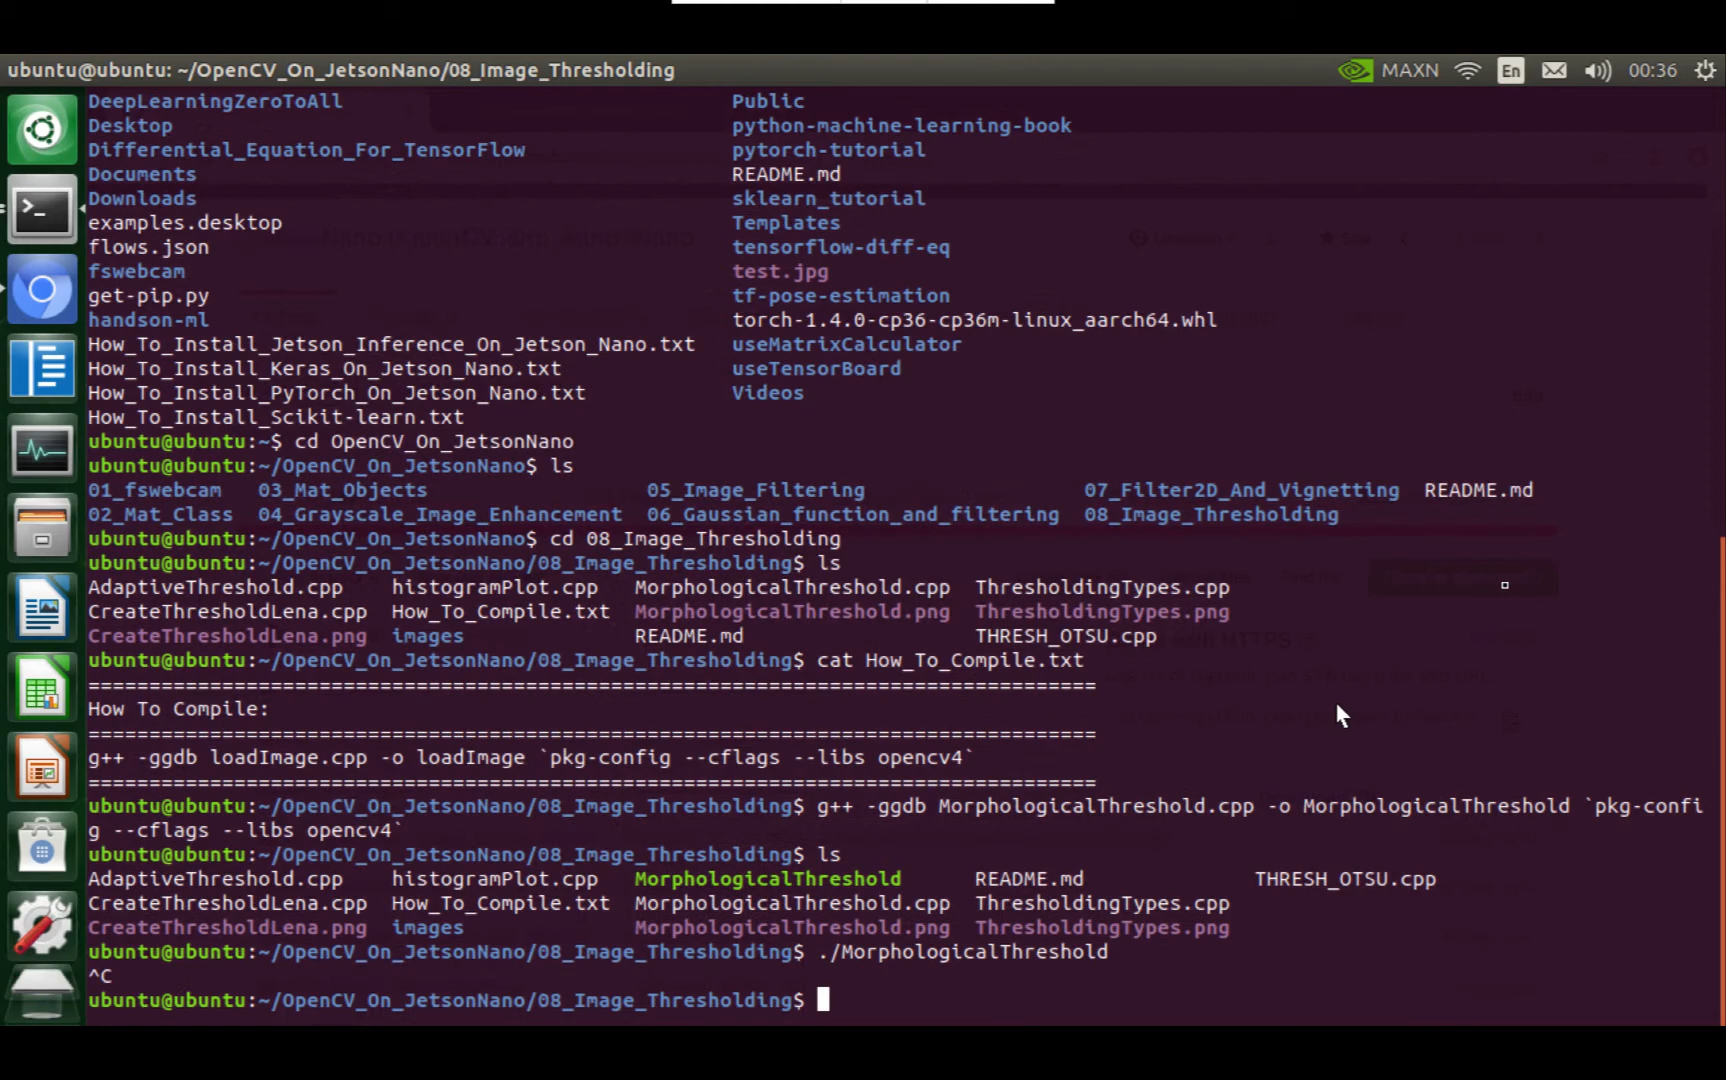 ubuntu@ubuntu: ~/OpenCV_On_JetsonNano/08_Image_Thresholding MAXN En 00:36
DeepLearningZeroToAll Public
Desktop python-machine-learning-book
Differential_Equation_For_TensorFlow pytorch-tutorial
Documents README.md
Downloads sklearn_tutorial
examples.desktop Templates
flows.json tensorflow-diff-eq
fswebcam test.jpg
get-pip.py tf-pose-estimation
handson-ml torch-1.4.0-cp36-cp36m-linux_aarch64.whl
How_To_Install_Jetson_Inference_On_Jetson_Nano.txt useMatrixCalculator
How_To_Install_Keras_On_Jetson_Nano.txt useTensorBoard
How_To_Install_PyTorch_On_Jetson_Nano.txt Videos
How_To_Install_Scikit-learn.txt
ubuntu@ubuntu:~$ cd OpenCV_On_JetsonNano
ubuntu@ubuntu:~/OpenCV_On_JetsonNano$ ls
01_fswebcam 03_Mat_Objects 05_Image_Filtering 07_Filter2D_And_Vignetting README.md
02_Mat_Class 04_Grayscale_Image_Enhancement 06_Gaussian_function_and_filtering 08_Image_Thresholding
ubuntu@ubuntu:~/OpenCV_On_JetsonNano$ cd 08_Image_Thresholding
ubuntu@ubuntu:~/OpenCV_On_JetsonNano/08_Image_Thresholding$ ls
AdaptiveThreshold.cpp histogramPlot.cpp MorphologicalThreshold.cpp ThresholdingTypes.cpp
CreateThresholdLena.cpp How_To_Compile.txt MorphologicalThreshold.png ThresholdingTypes.png
CreateThresholdLena.png images README.md THRESH_OTSU.cpp
ubuntu@ubuntu:~/OpenCV_On_JetsonNano/08_Image_Thresholding$ cat How_To_Compile.txt
===================================================================================
How To Compile:
===================================================================================
g++ -ggdb loadImage.cpp -o loadImage `pkg-config --cflags --libs opencv4`
===================================================================================
ubuntu@ubuntu:~/OpenCV_On_JetsonNano/08_Image_Thresholding$ g++ -ggdb MorphologicalThreshold.cpp -o MorphologicalThreshold `pkg-confi
g --cflags --libs opencv4`
ubuntu@ubuntu:~/OpenCV_On_JetsonNano/08_Image_Thresholding$ ls
AdaptiveThreshold.cpp histogramPlot.cpp MorphologicalThreshold README.md THRESH_OTSU.cpp
CreateThresholdLena.cpp How_To_Compile.txt MorphologicalThreshold.cpp ThresholdingTypes.cpp
CreateThresholdLena.png images MorphologicalThreshold.png ThresholdingTypes.png
ubuntu@ubuntu:~/OpenCV_On_JetsonNano/08_Image_Thresholding$ ./MorphologicalThreshold
^C
ubuntu@ubuntu:~/OpenCV_On_JetsonNano/08_Image_Thresholding$